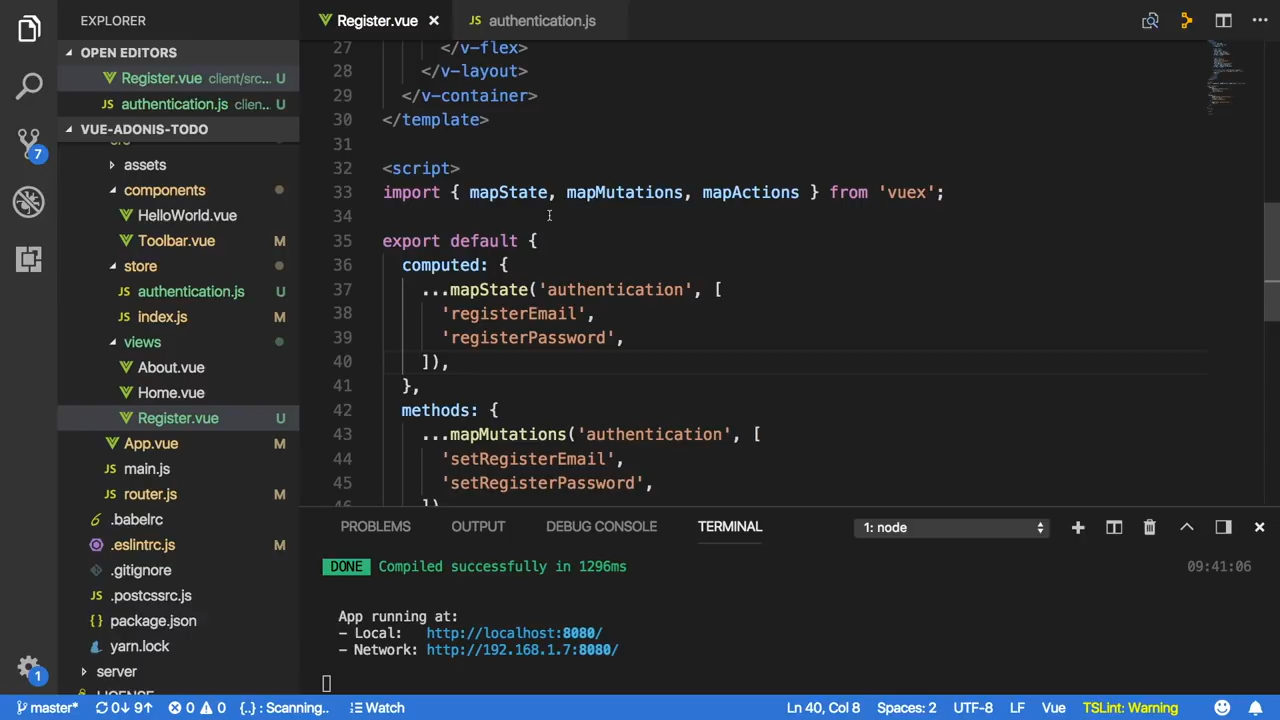 EXPLORER
OPEN EDITORS
Register.vue client/src... U
authentication.js clien... U
VUE-ADONIS-TODO
assets
components
HelloWorld.vue
Toolbar.vue M
store
authentication.js U
index.js M
views
About.vue
Home.vue
Register.vue U
App.vue M
main.js
router.js M
.babelrc
.eslintrc.js M
.gitignore
.postcssrc.js
package.json
yarn.lock
server
7
1
Register.vue
JS authentication.js
27 </v-flex>
28 </v-layout>
29 </v-container>
30 </template>
31
32 <script>
33 import { mapState, mapMutations, mapActions } from 'vuex';
34
35 export default {
36 computed: {
37 ...mapState('authentication', [
38 'registerEmail',
39 'registerPassword',
40 ]),
41 },
42 methods: {
43 ...mapMutations('authentication', [
44 'setRegisterEmail',
45 'setRegisterPassword',
PROBLEMS OUTPUT DEBUG CONSOLE TERMINAL 1: node
DONE Compiled successfully in 1296ms 09:41:06
App running at:
- Local: http://localhost:8080/
- Network: http://192.168.1.7:8080/
master* 0↓ 9↑ 0 0 {..} : Scanning.. Watch Ln 40, Col 8 Spaces: 2 UTF-8 LF Vue TSLint: Warning